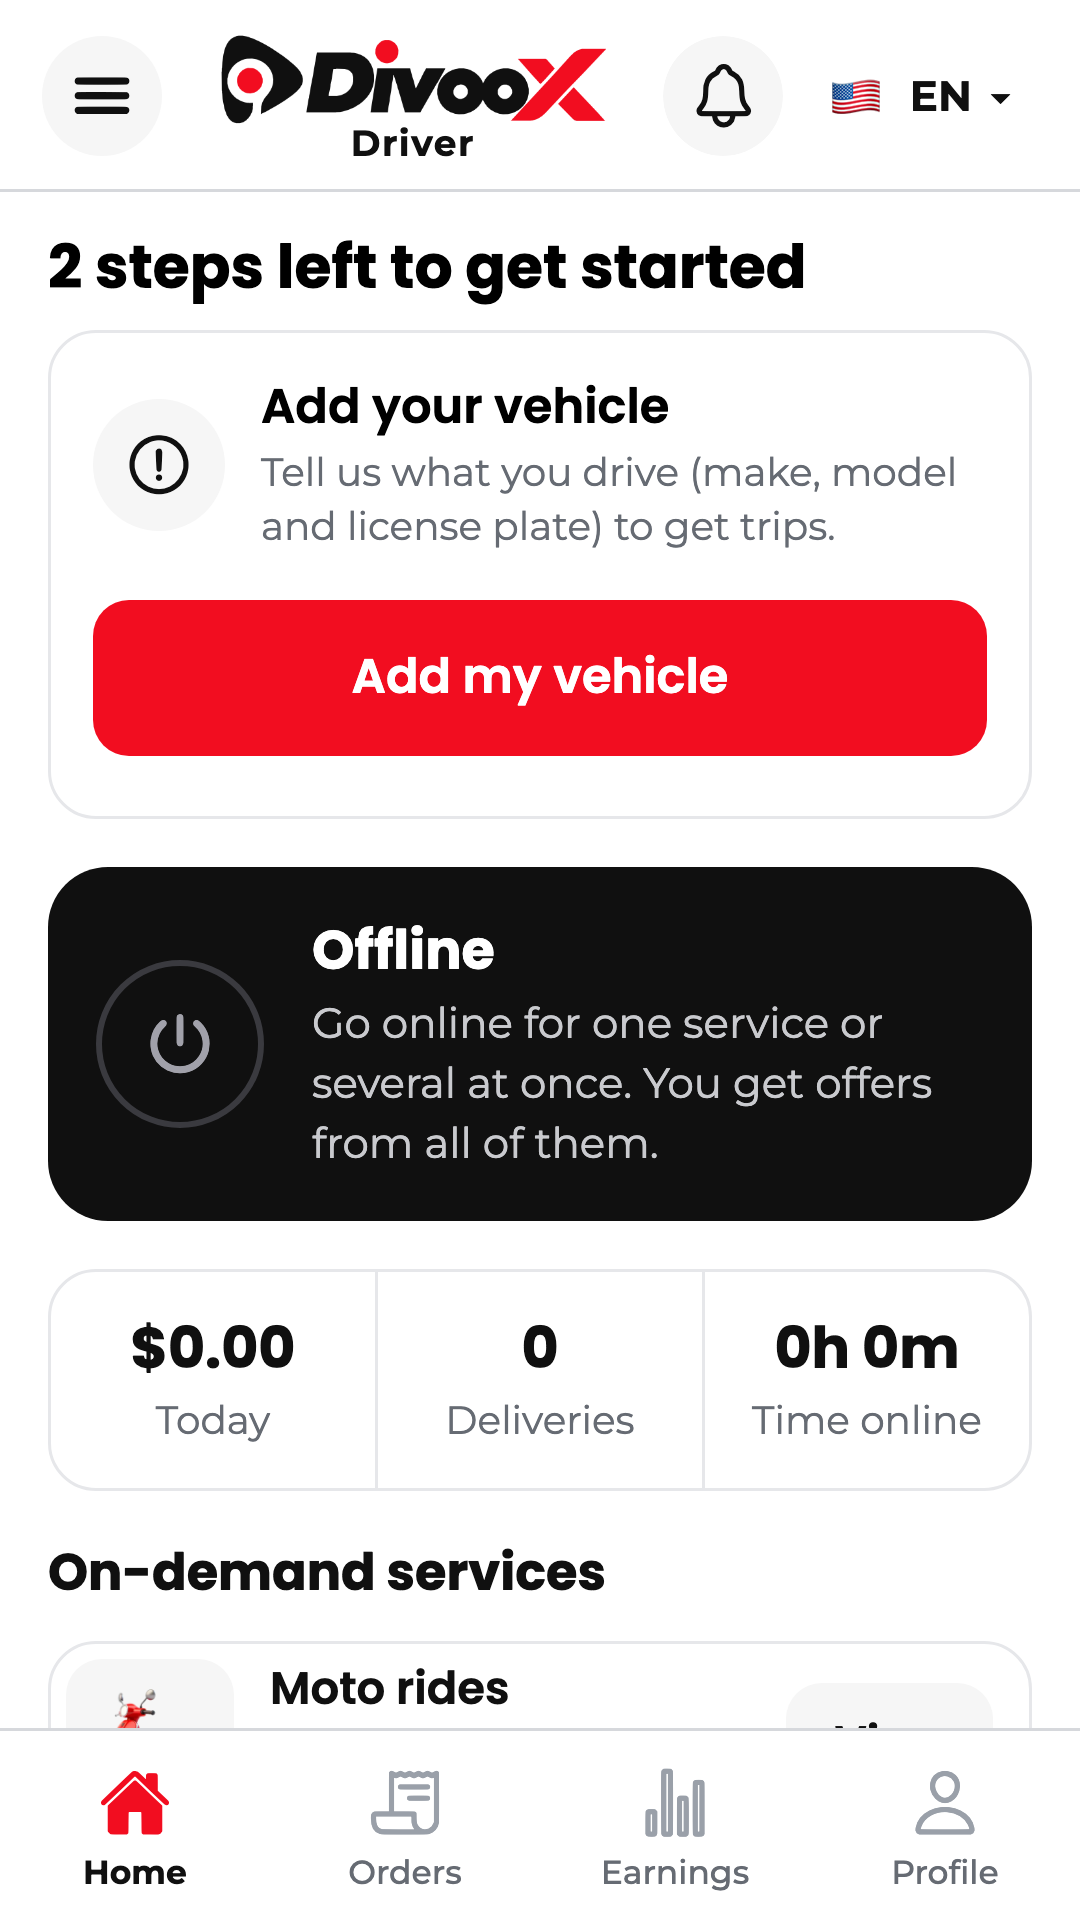 DivooX
Driver
EN
2 steps left to get started
Add your vehicle
Tell us what you drive (make, model
and license plate) to get trips.
Add my vehicle
Offline
Go online for one service or
several at once. You get offers
from all of them.
$0.00
Today
0
Deliveries
0h 0m
Time online
On-demand services
Moto rides
Home
Orders
Earnings
Profile